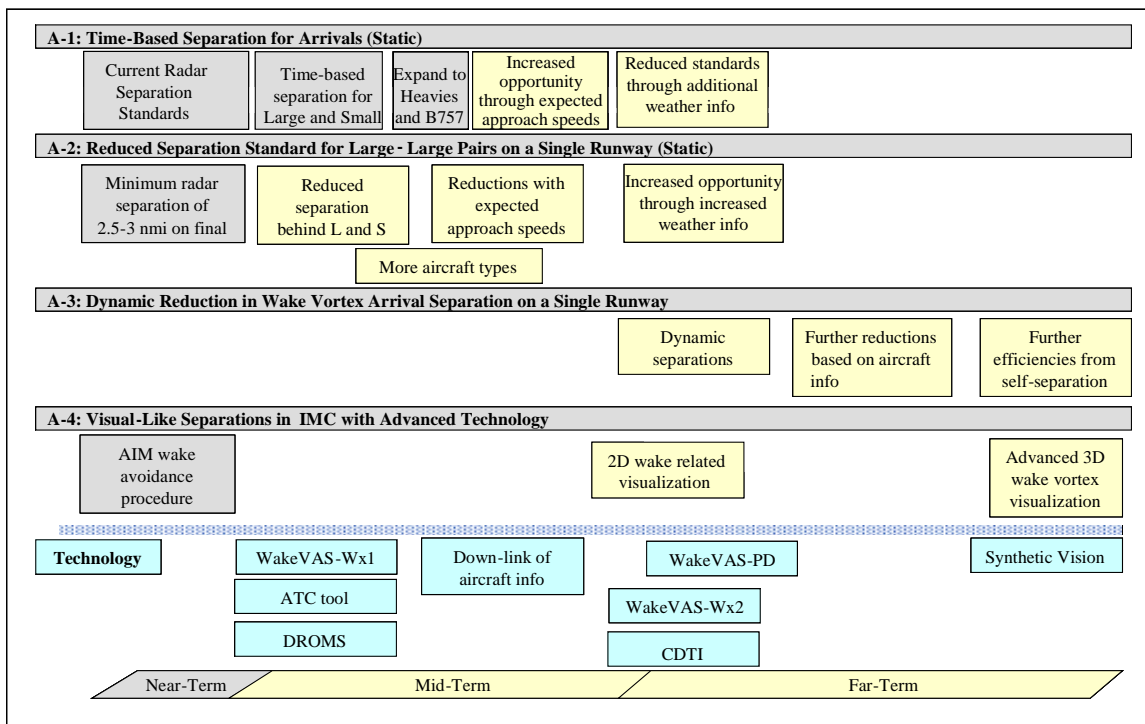 A-1: Time-Based Separation for Arrivals (Static)
Current Radar
Separation
Standards
Time-based
separation for
Large and Small
Expand to
Heavies
and B757
Increased
opportunity
through expected
approach speeds
Reduced standards
through additional
weather info
A-2: Reduced Separation Standard for Large - Large Pairs on a Single Runway (Static)
Minimum radar
separation of
2.5-3 nmi on final
Reduced
separation
behind L and S
Reductions with
expected
approach speeds
Increased opportunity
through increased
weather info
More aircraft types
A-3: Dynamic Reduction in Wake Vortex Arrival Separation on a Single Runway
Dynamic
separations
Further reductions
based on aircraft
info
Further
efficiencies from
self-separation
A-4: Visual-Like Separations in IMC with Advanced Technology
AIM wake
avoidance
procedure
2D wake related
visualization
Advanced 3D
wake vortex
visualization
Technology
WakeVAS-Wx1
Down-link of
aircraft info
WakeVAS-PD
Synthetic Vision
ATC tool
WakeVAS-Wx2
DROMS
CDTI
Near-Term
Mid-Term
Far-Term